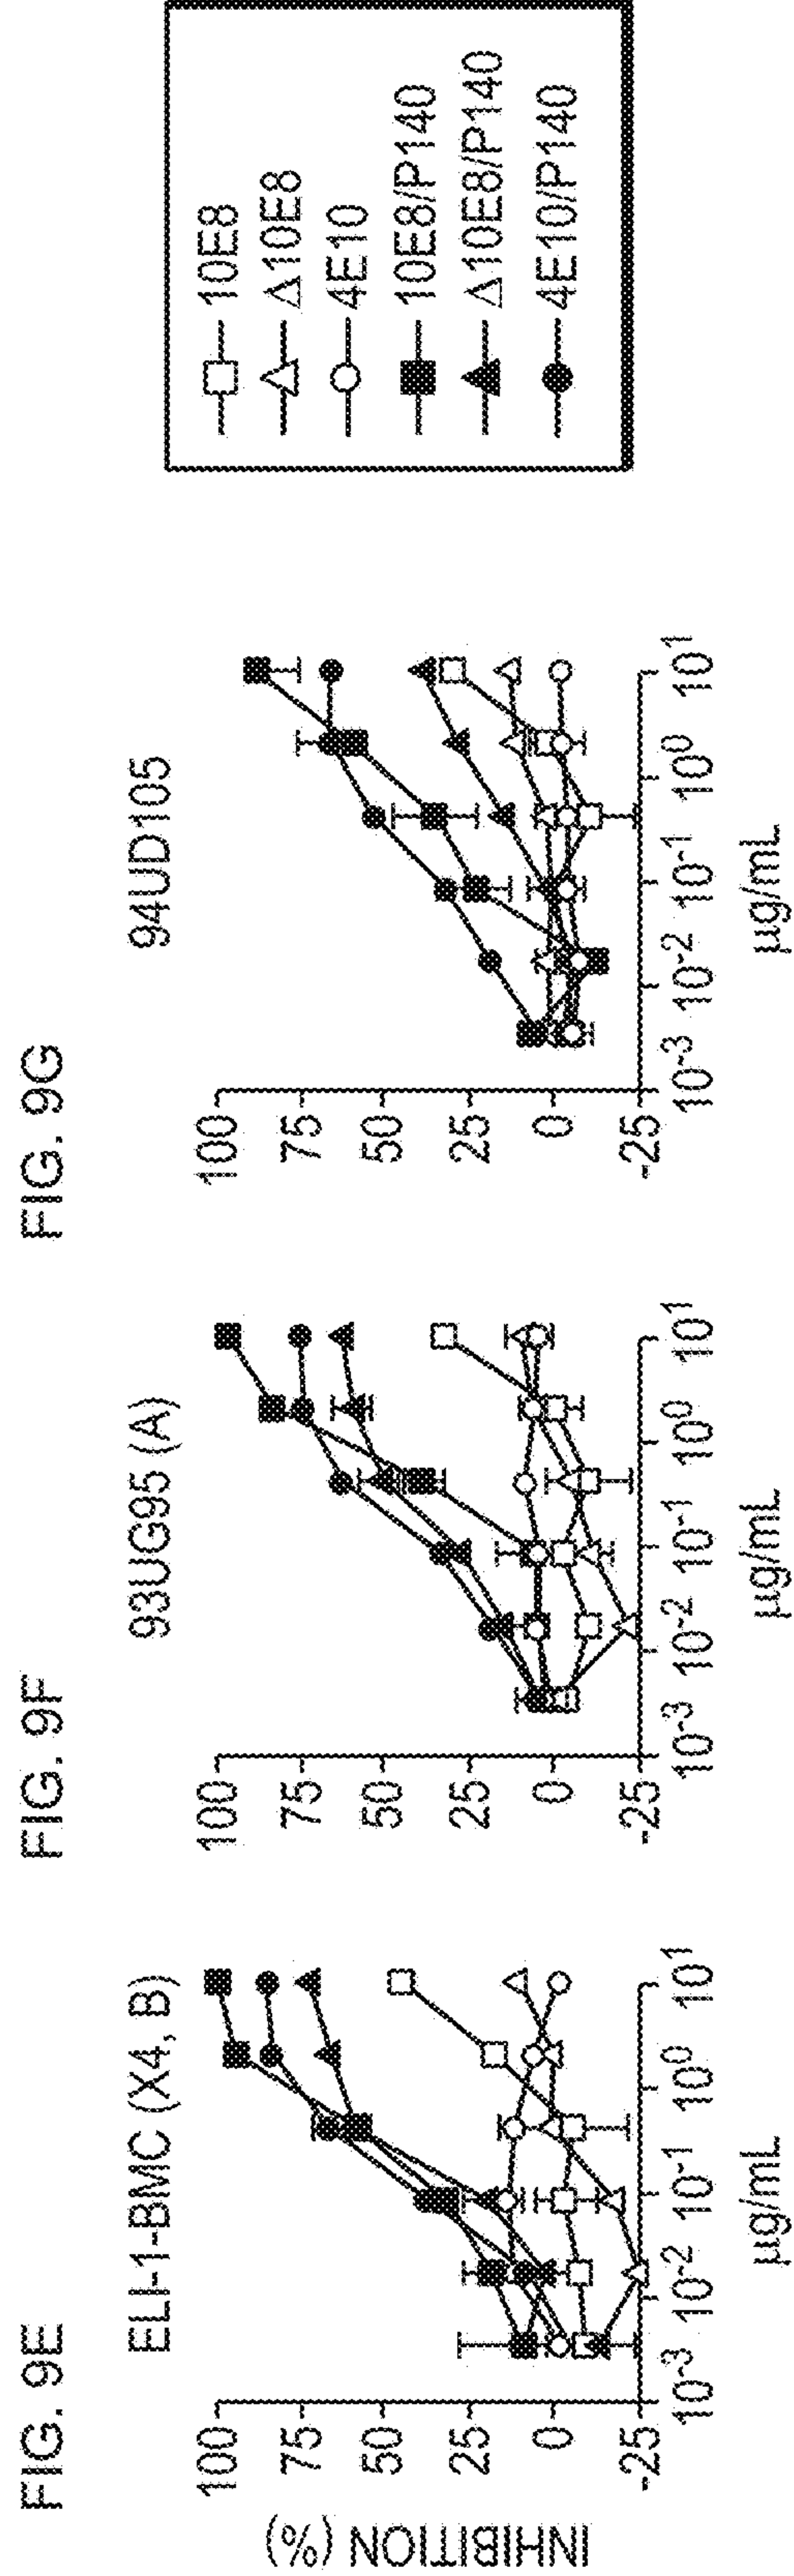 FIG. 9E
ELI-1-BMC (X4, B)
INHIBITION (%)
100
75
50
25
0
-25
10-3
10-2
10-1
100
101
µg/mL
FIG. 9F
93UG95 (A)
100
75
50
25
0
-25
10-3
10-2
10-1
100
101
µg/mL
FIG. 9G
94UD105
100
75
50
25
0
-25
10-3
10-2
10-1
100
101
µg/mL
10E8
Δ10E8
4E10
10E8/P140
Δ10E8/P140
4E10/P140